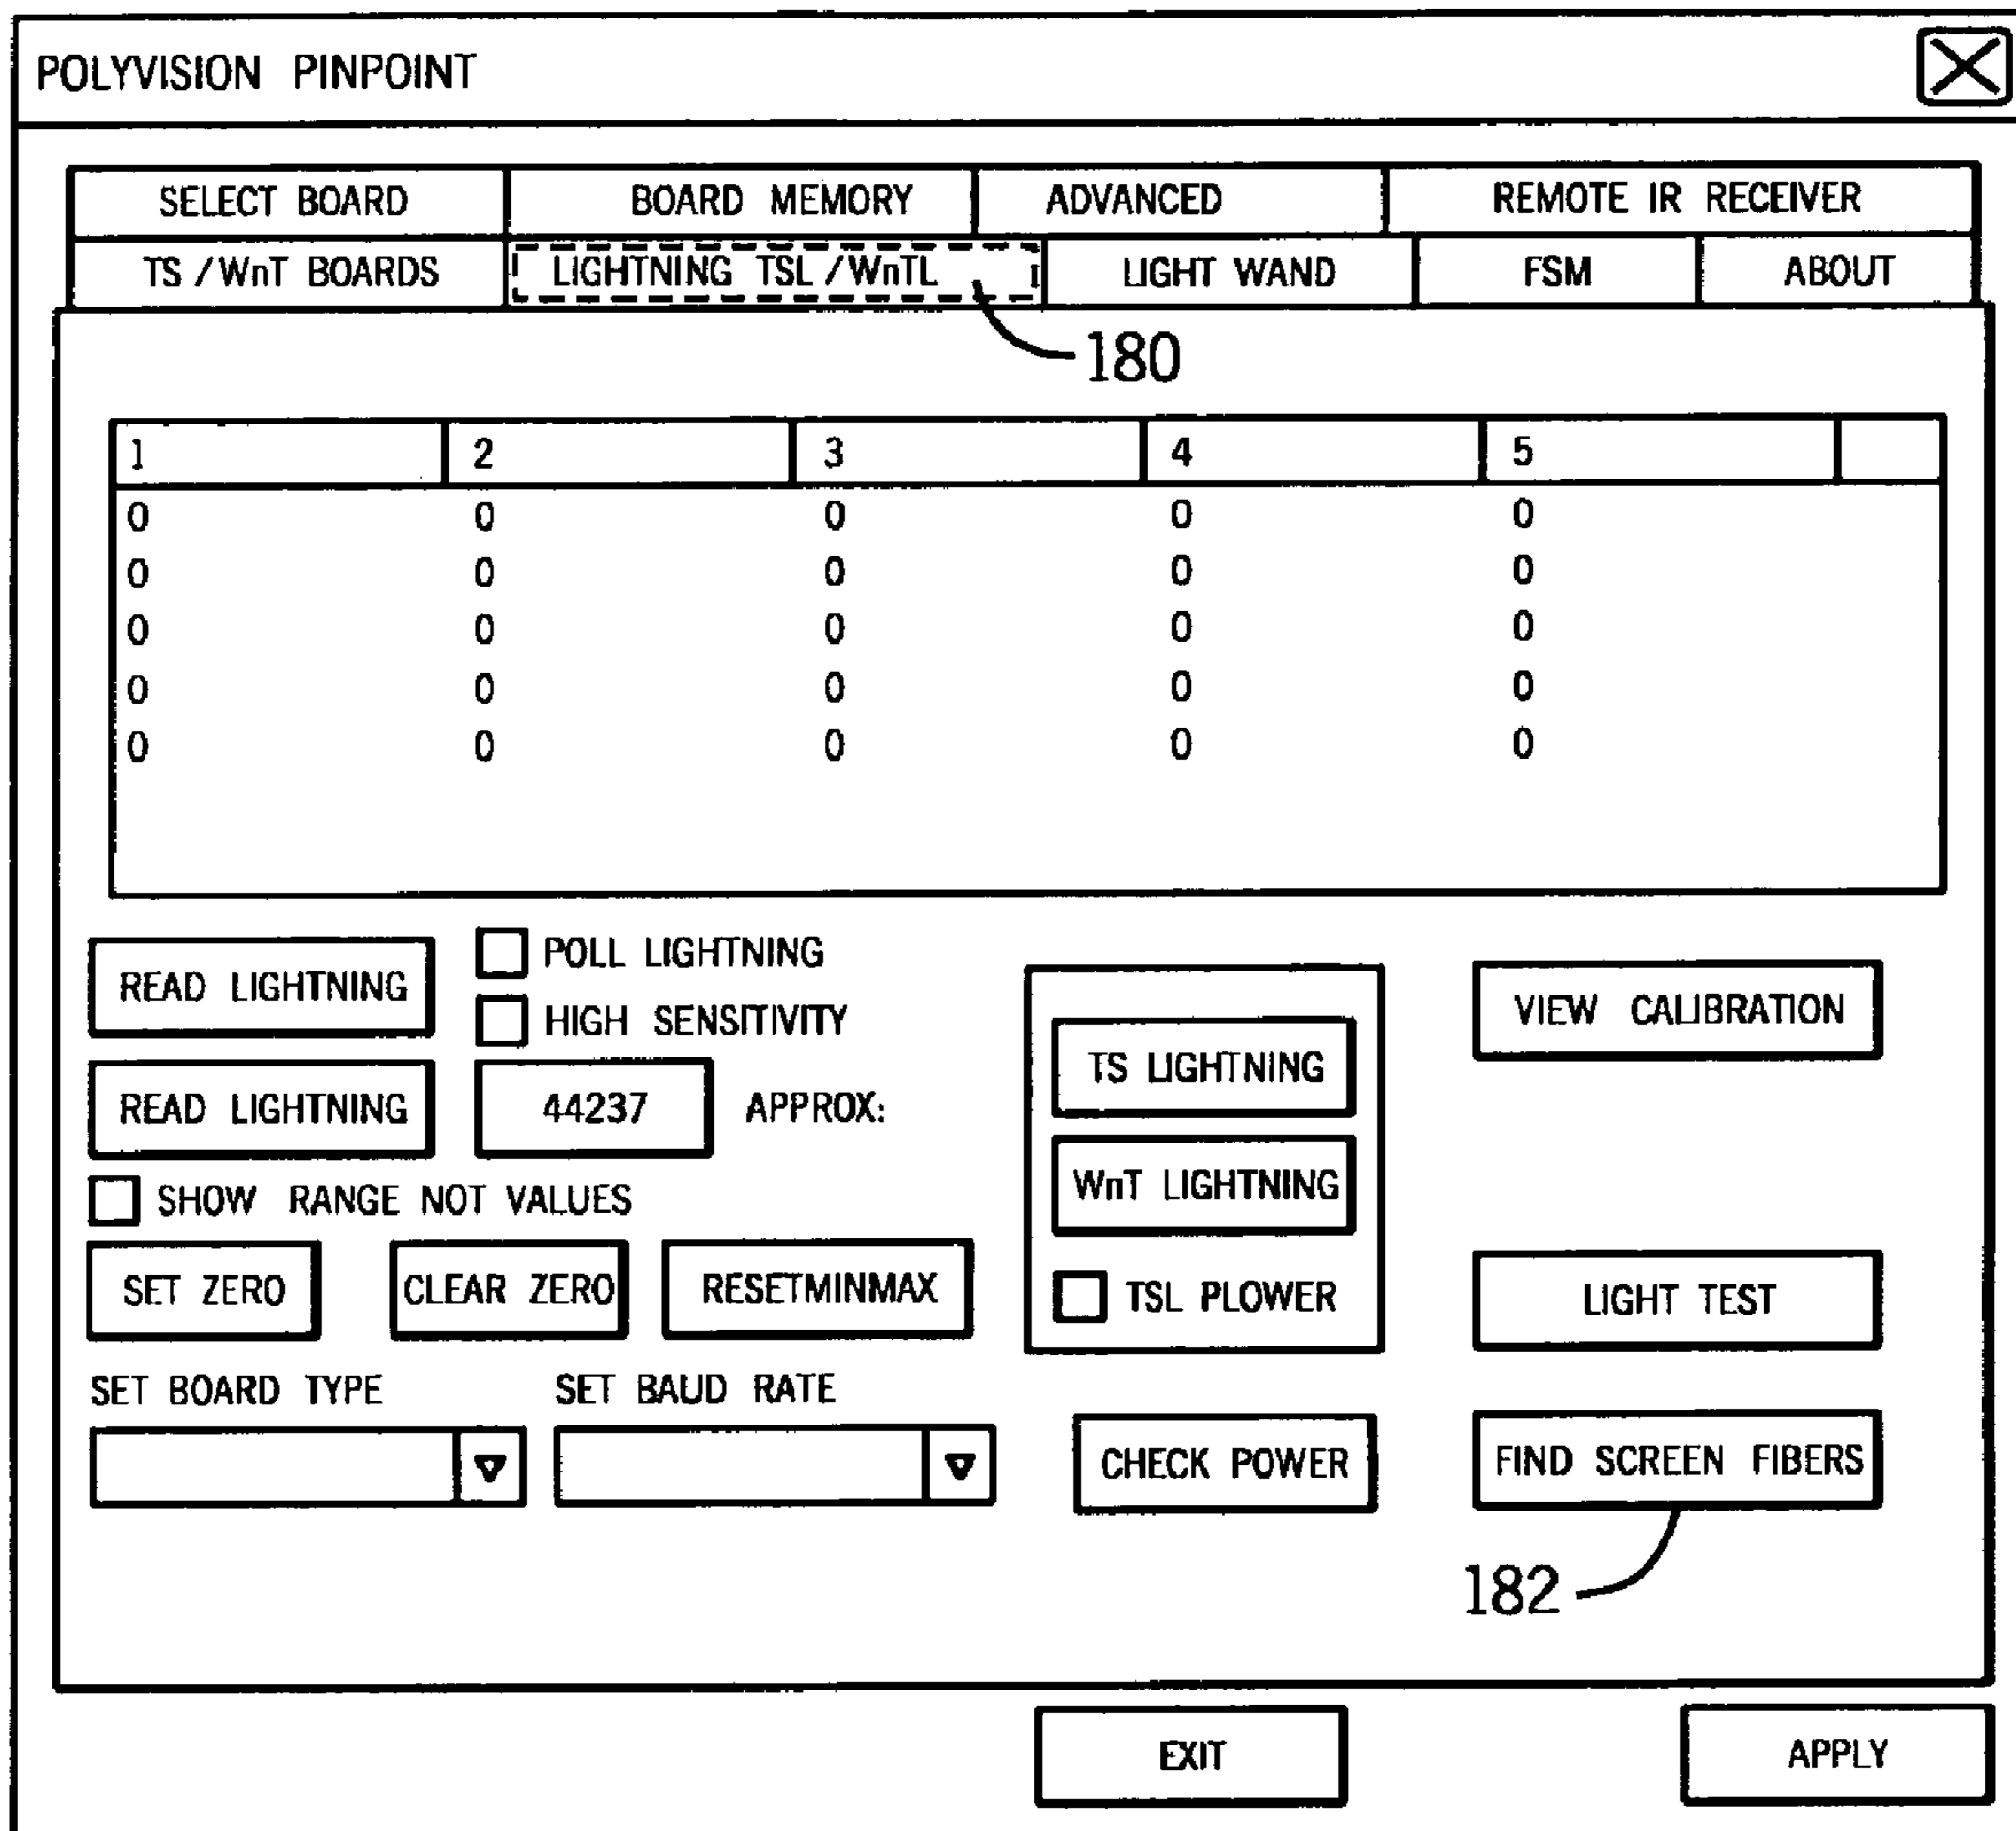 POLYVISION PINPOINT
SELECT BOARD BOARD MEMORY ADVANCED REMOTE IR RECEIVER
TS /WnT BOARDS LIGHTNING TSL /WnTL LIGHT WAND FSM ABOUT
180
1 2 3 4 5
0 0 0 0 0
0 0 0 0 0
0 0 0 0 0
0 0 0 0 0
0 0 0 0 0
READ LIGHTNING
POLL LIGHTNING
HIGH SENSITIVITY
READ LIGHTNING 44237 APPROX:
SHOW RANGE NOT VALUES
SET ZERO CLEAR ZERO RESETMINMAX
SET BOARD TYPE SET BAUD RATE
TS LIGHTNING
WnT LIGHTNING
TSL PLOWER
CHECK POWER
VIEW CALIBRATION
LIGHT TEST
FIND SCREEN FIBERS
182
EXIT APPLY